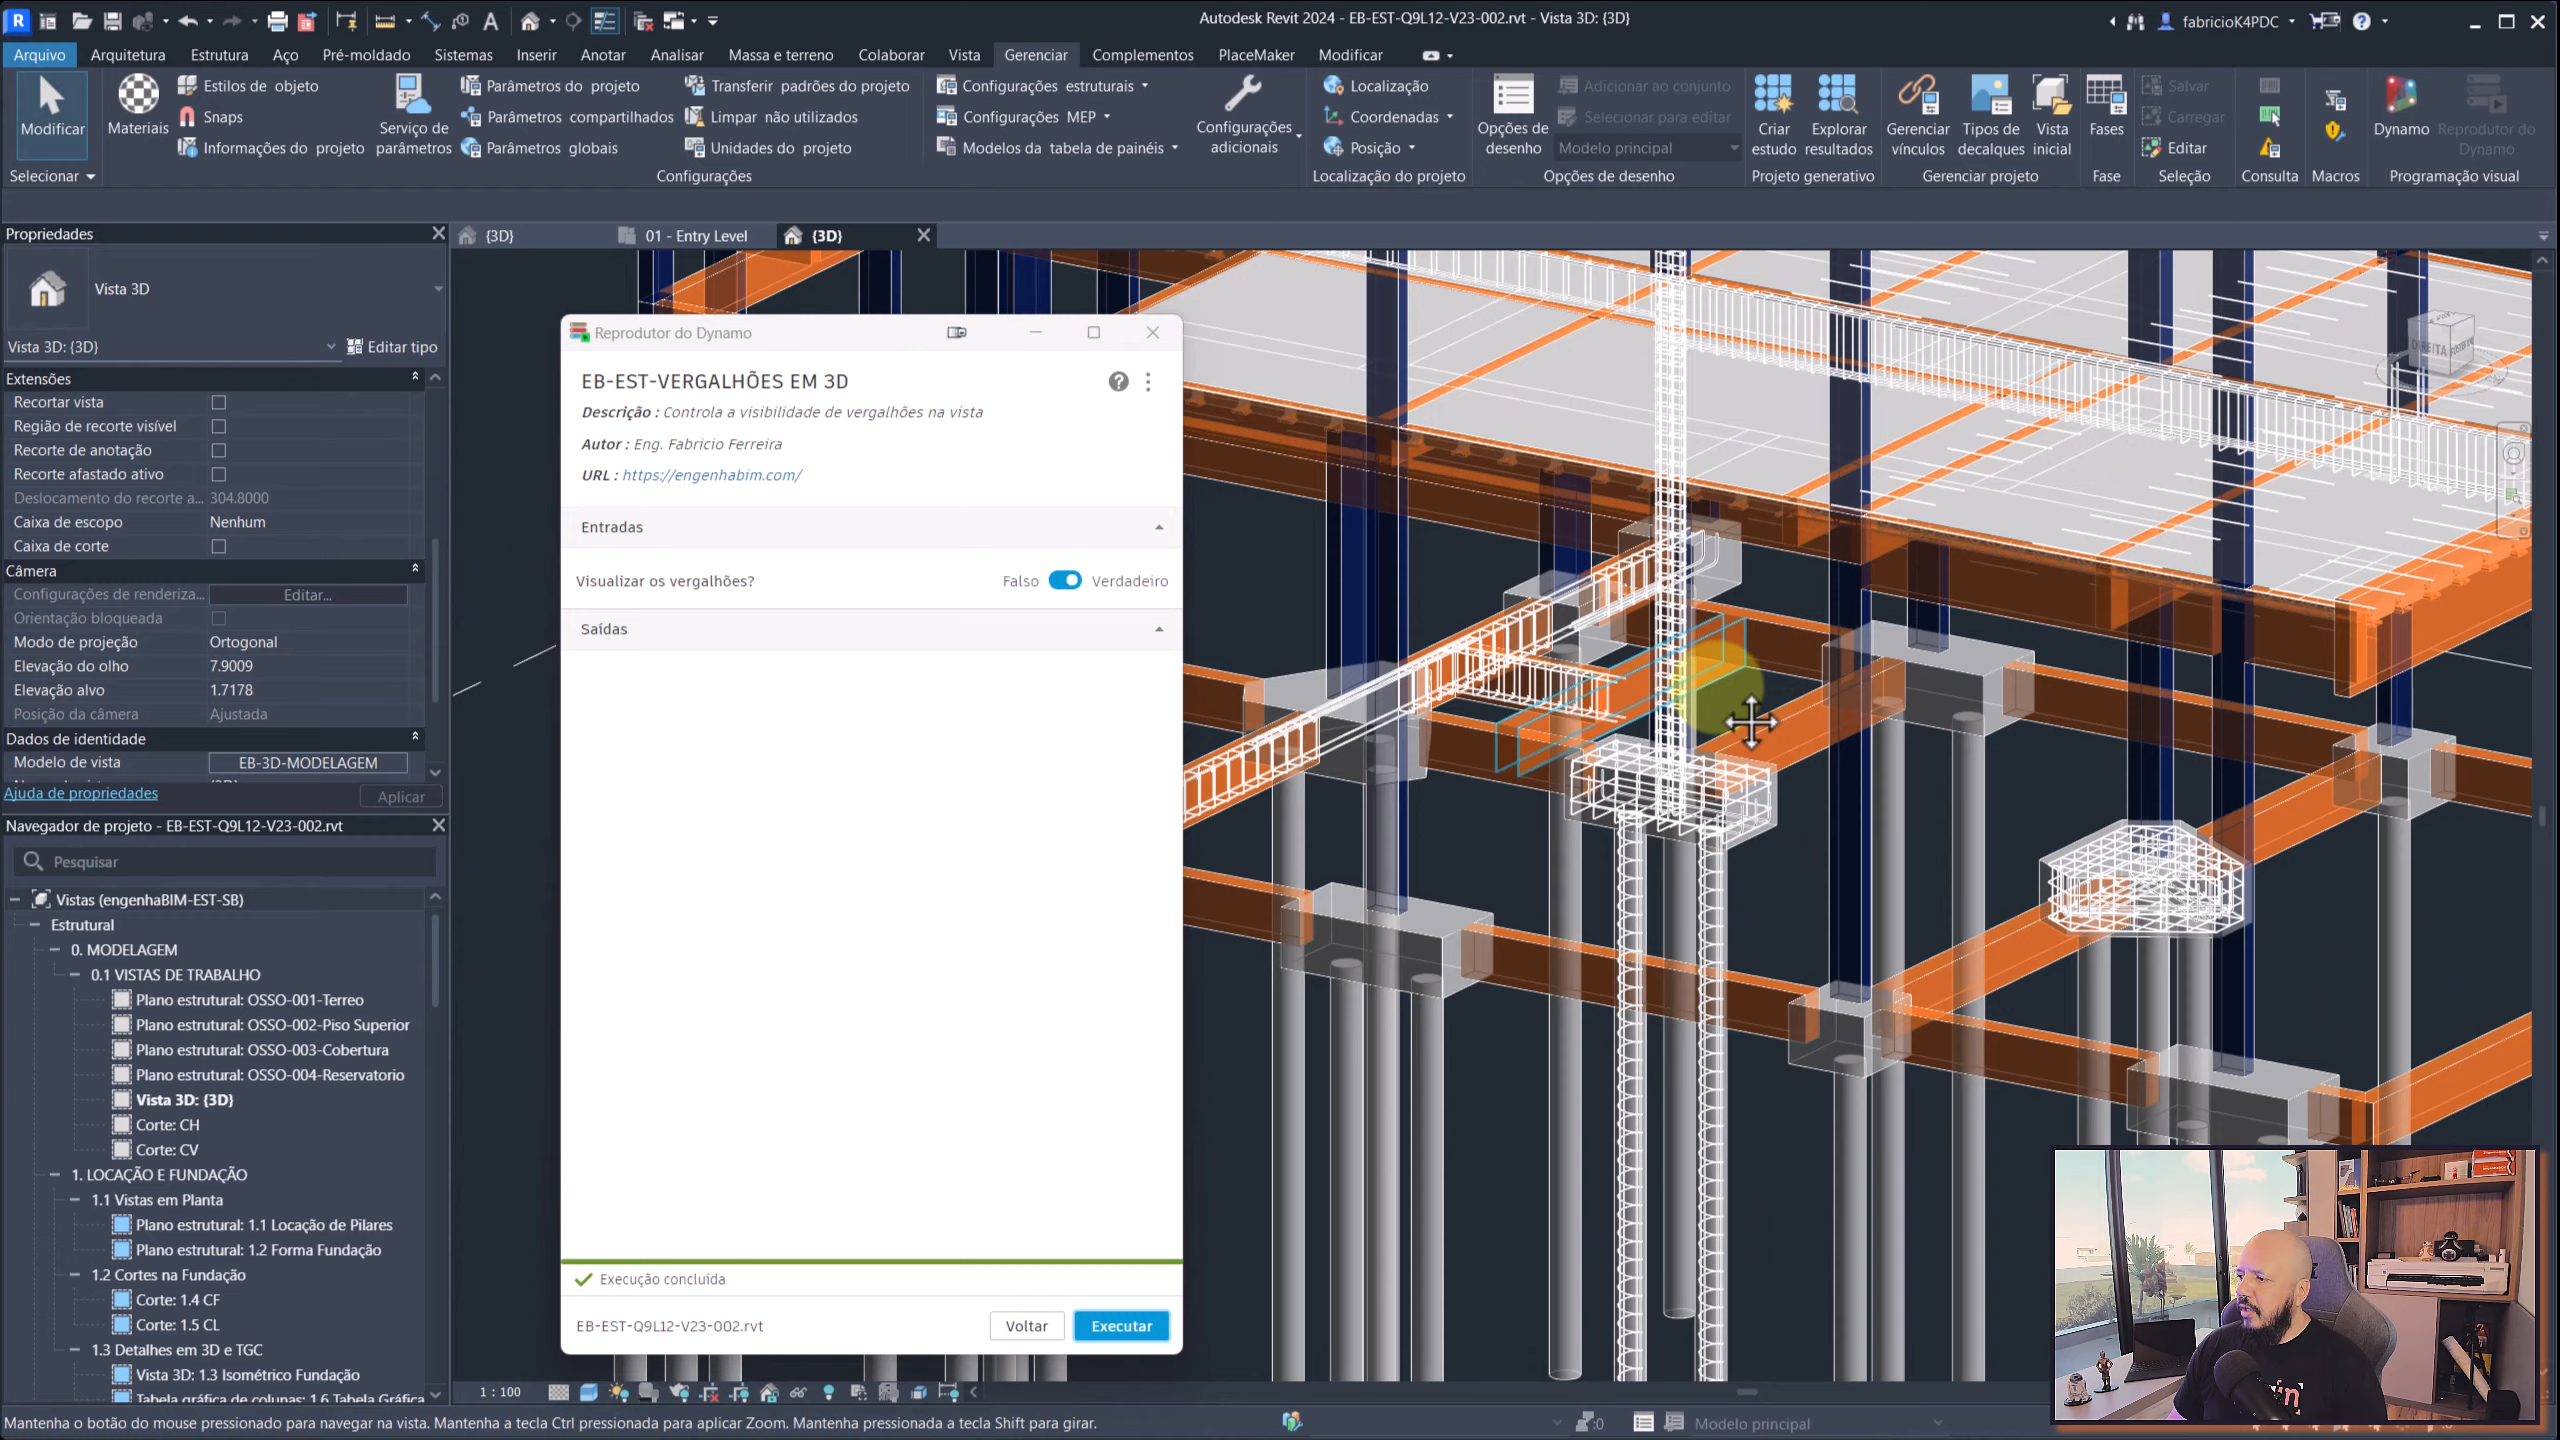 Autodesk Revit 2024 - EB-EST-Q9L12-V23-002.rvt - Vista 3D: {3D}
fabricioK4PDC
Arquivo Arquitetura Estrutura Aço Pré-moldado Sistemas Inserir Anotar Analisar Massa e terreno Colaborar Vista Gerenciar Complementos PlaceMaker Modificar
Modificar
Selecionar
Materiais
Estilos de objeto
Snaps
Informações do projeto
Serviço de parâmetros
Parâmetros do projeto
Parâmetros compartilhados
Parâmetros globais
Transferir padrões do projeto
Limpar não utilizados
Unidades do projeto
Configurações
Configurações estruturais
Configurações MEP
Modelos da tabela de painéis
Configurações adicionais
Localização
Coordenadas
Posição
Localização do projeto
Opções de desenho
Adicionar ao conjunto
Selecionar para editar
Modelo principal
Opções de desenho
Criar estudo
Explorar resultados
Projeto generativo
Gerenciar vínculos
Tipos de decalques
Vista inicial
Gerenciar projeto
Fases
Fase
Salvar
Carregar
Editar
Seleção
Consulta
Macros
Dynamo
Reprodutor do Dynamo
Programação visual
Propriedades
{3D}
01 - Entry Level
{3D}
Vista 3D
Vista 3D: {3D}
Editar tipo
Extensões
Recortar vista
Região de recorte visível
Recorte de anotação
Recorte afastado ativo
Deslocamento do recorte a... 304.8000
Caixa de escopo Nenhum
Caixa de corte
Câmera
Configurações de renderiza... Editar...
Orientação bloqueada
Modo de projeção Ortogonal
Elevação do olho 7.9009
Elevação alvo 1.7178
Posição da câmera Ajustada
Dados de identidade
Modelo de vista EB-3D-MODELAGEM
Ajuda de propriedades
Aplicar
Navegador de projeto - EB-EST-Q9L12-V23-002.rvt
Pesquisar
Vistas (engenhaBIM-EST-SB)
Estrutural
0. MODELAGEM
0.1 VISTAS DE TRABALHO
Plano estrutural: OSSO-001-Terreo
Plano estrutural: OSSO-002-Piso Superior
Plano estrutural: OSSO-003-Cobertura
Plano estrutural: OSSO-004-Reservatorio
Vista 3D: {3D}
Corte: CH
Corte: CV
1. LOCAÇÃO E FUNDAÇÃO
1.1 Vistas em Planta
Plano estrutural: 1.1 Locação de Pilares
Plano estrutural: 1.2 Forma Fundação
1.2 Cortes na Fundação
Corte: 1.4 CF
Corte: 1.5 CL
1.3 Detalhes em 3D e TGC
Vista 3D: 1.3 Isométrico Fundação
Tabela gráfica de colunas: 1.6 Tabela Gráfica
Reprodutor do Dynamo
EB-EST-VERGALHÕES EM 3D
Descrição : Controla a visibilidade de vergalhões na vista
Autor : Eng. Fabricio Ferreira
URL : https://engenhabim.com/
Entradas
Visualizar os vergalhões? Falso Verdadeiro
Saídas
Execução concluída
EB-EST-Q9L12-V23-002.rvt Voltar Executar
DIREITA
1 : 100
Mantenha o botão do mouse pressionado para navegar na vista. Mantenha a tecla Ctrl pressionada para aplicar Zoom. Mantenha pressionada a tecla Shift para girar.
:0
Modelo principal